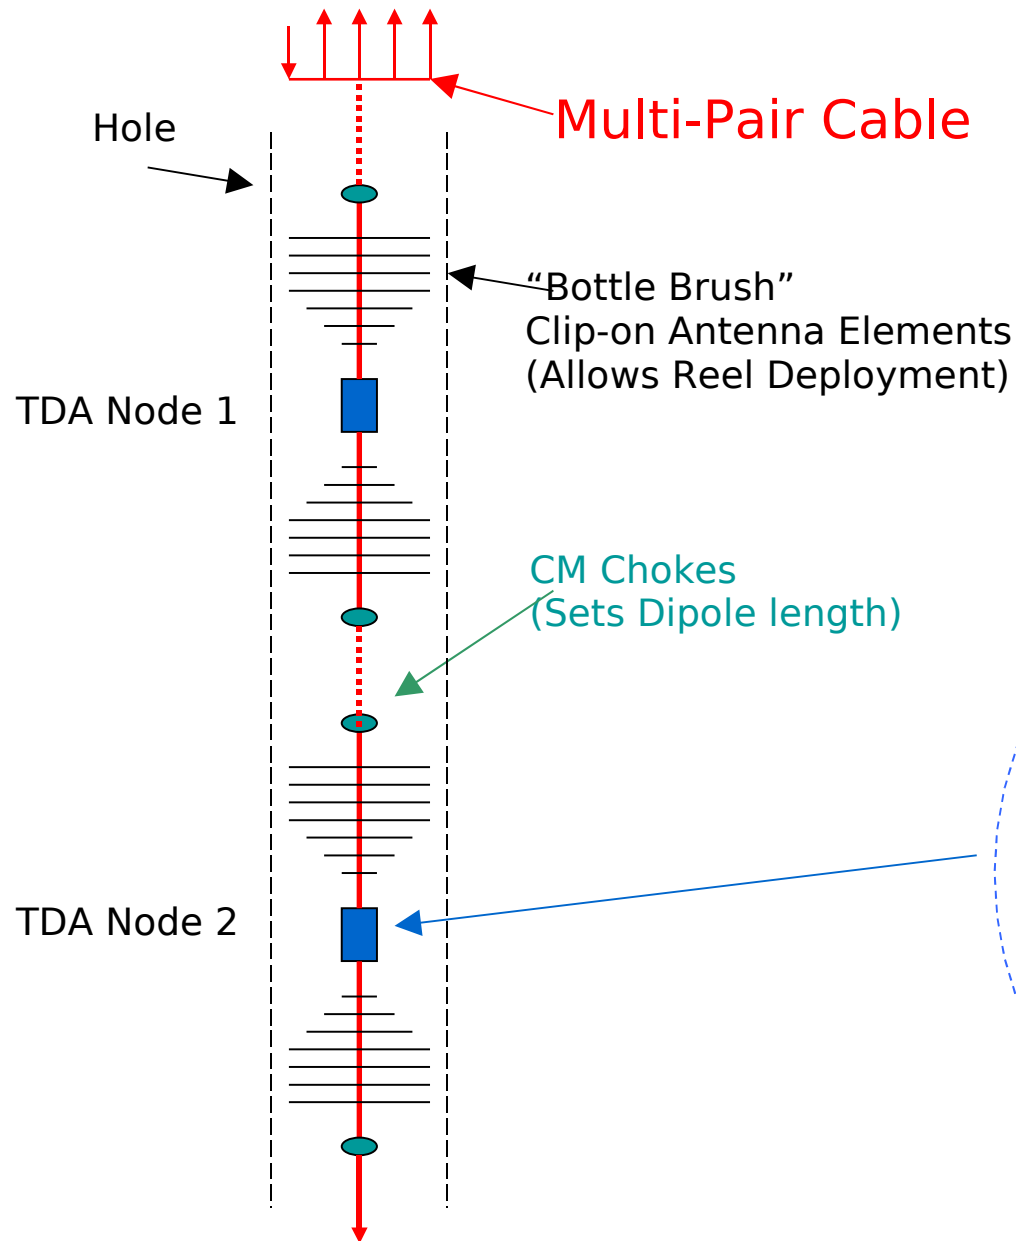 Multi-Pair Cable
Hole
“Bottle Brush”
Clip-on Antenna Elements
(Allows Reel Deployment)
TDA Node 1
CM Chokes
(Sets Dipole length)
TDA Node 2